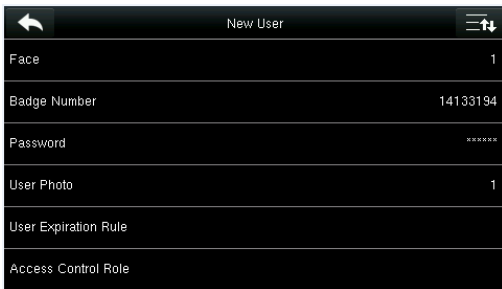 New User
Face 1
Badge Number 14133194
Password ******
User Photo 1
User Expiration Rule
Access Control Role